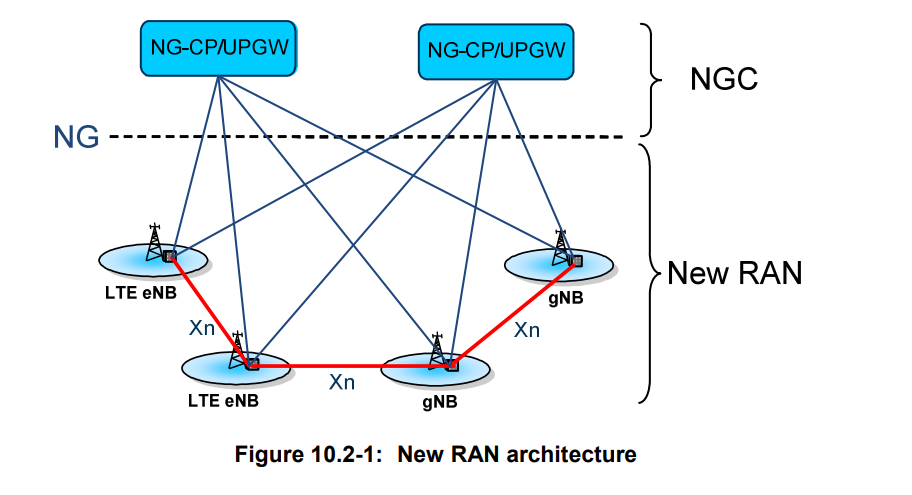 NG-CP/UPGW
NG-CP/UPGW
NGC
NG
New RAN
LTE eNB
gNB
Xn
Xn
LTE eNB
Xn
gNB
Figure 10.2-1: New RAN architecture